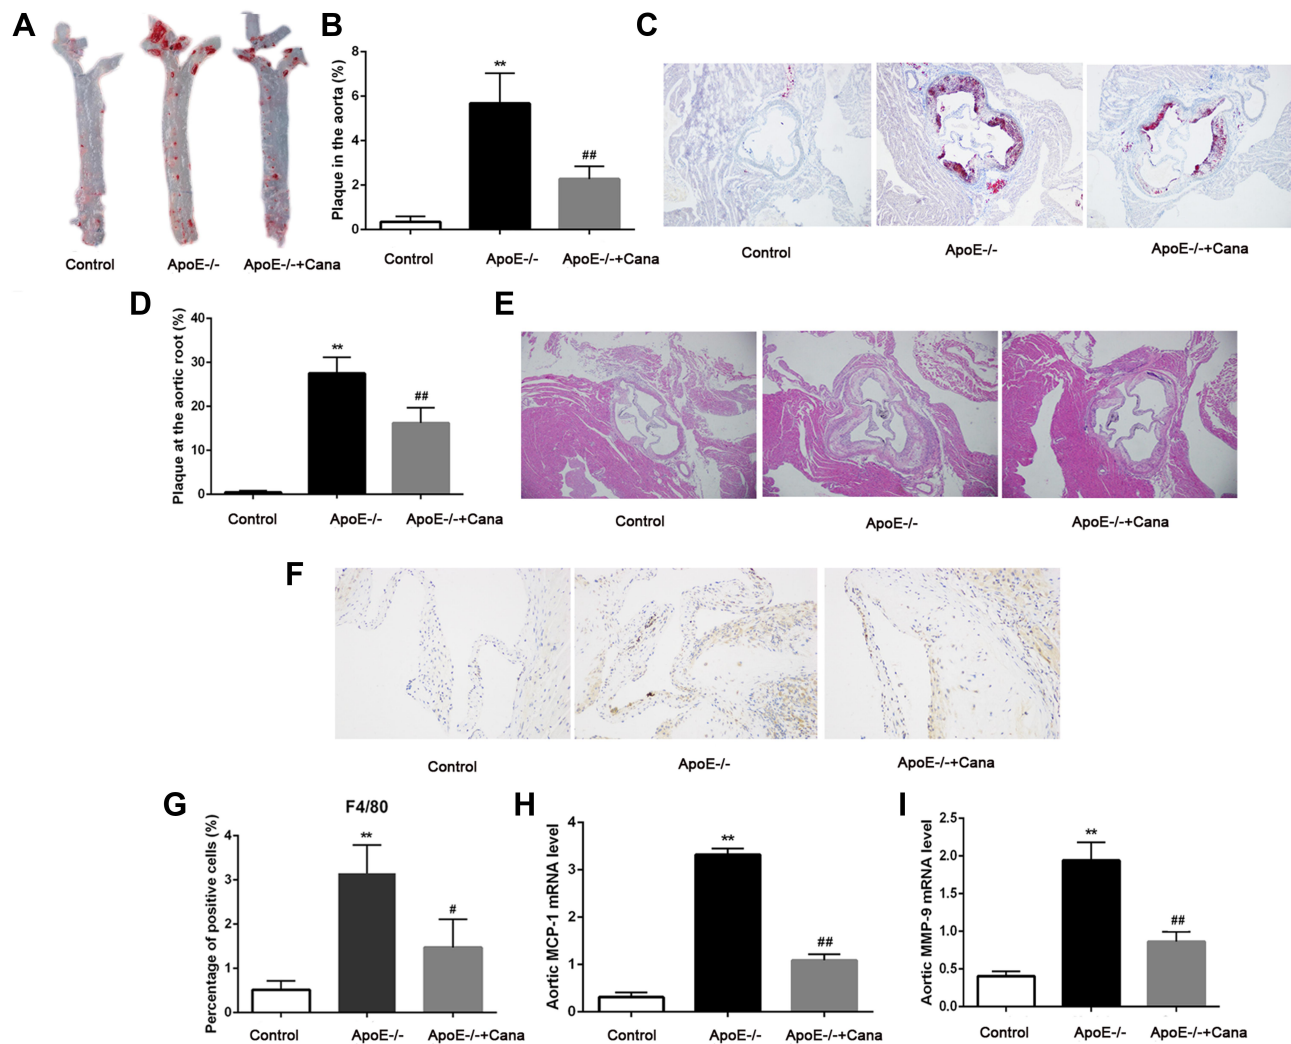 A
Control
ApoE-/-
ApoE-/-+Cana
B
Plaque in the aorta (%)
8
6
4
2
0
**
##
Control
ApoE-/-
ApoE-/-+Cana
C
Control
ApoE-/-
ApoE-/-+Cana
D
Plaque at the aortic root (%)
40
30
20
10
0
**
##
Control
ApoE-/-
ApoE-/-+Cana
E
Control
ApoE-/-
ApoE-/-+Cana
F
Control
ApoE-/-
ApoE-/-+Cana
G
F4/80
Percentage of positive cells (%)
4
3
2
1
0
**
#
Control
ApoE-/-
ApoE-/-+Cana
H
Aortic MCP-1 mRNA level
4
3
2
1
0
**
##
Control
ApoE-/-
ApoE-/-+Cana
I
Aortic MMP-9 mRNA level
2.5
2.0
1.5
1.0
0.5
0.0
**
##
Control
ApoE-/-
ApoE-/-+Cana